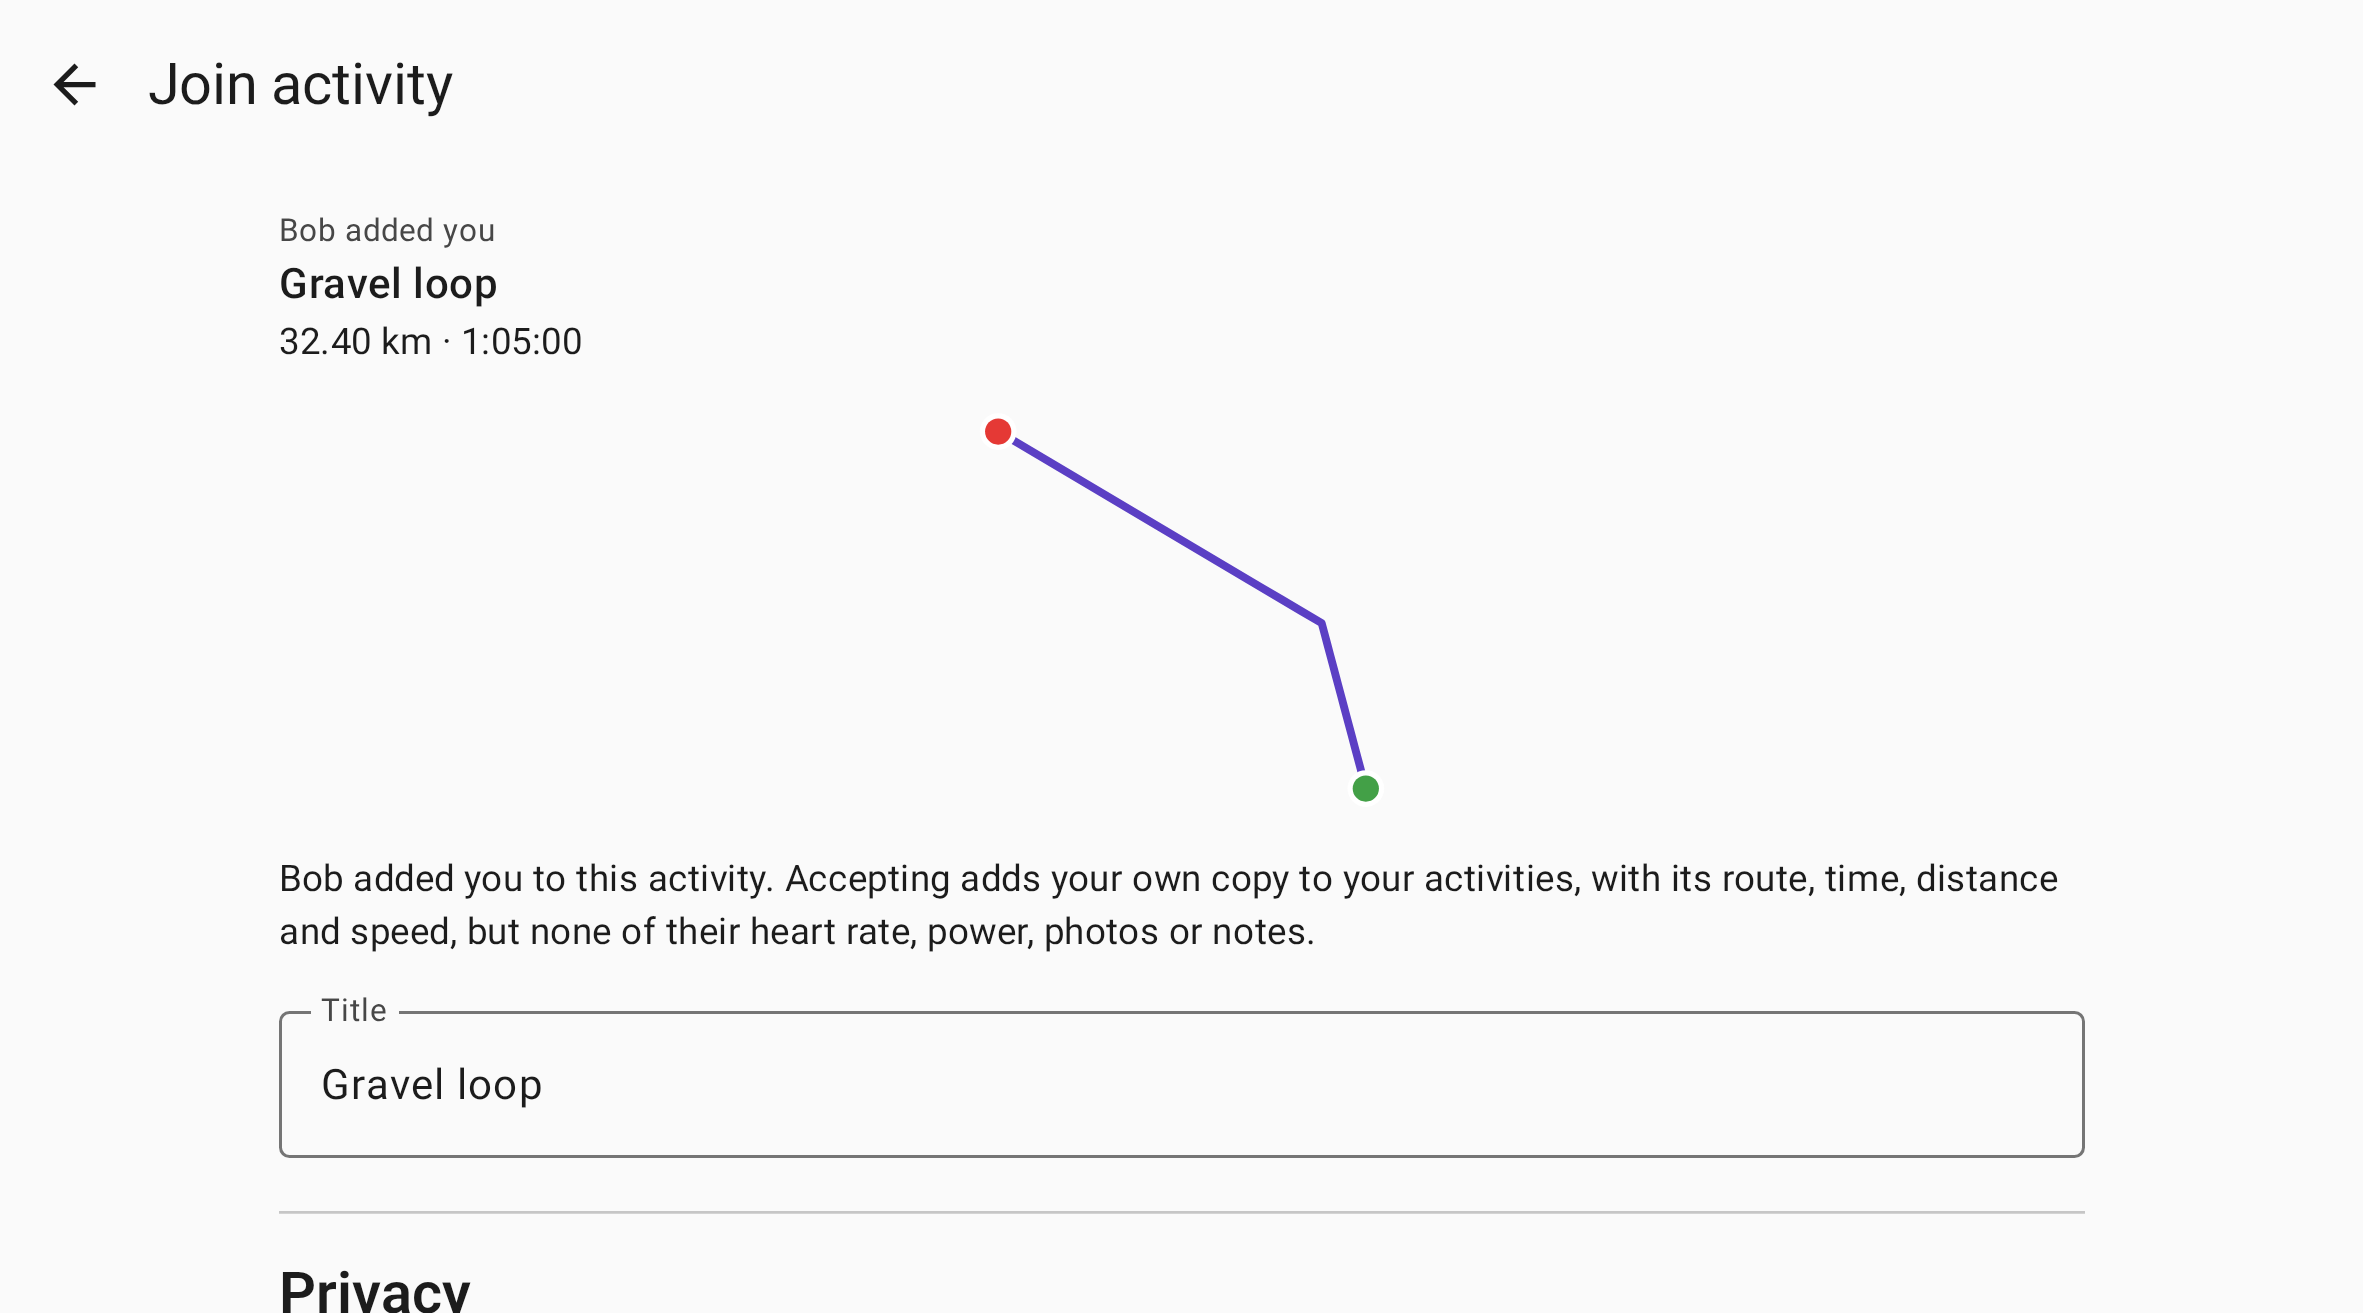 Join activity
Bob added you
Gravel loop
32.40 km · 1:05:00
Bob added you to this activity. Accepting adds your own copy to your activities, with its route, time, distance
and speed, but none of their heart rate, power, photos or notes.
Title
Gravel loop
Privacy